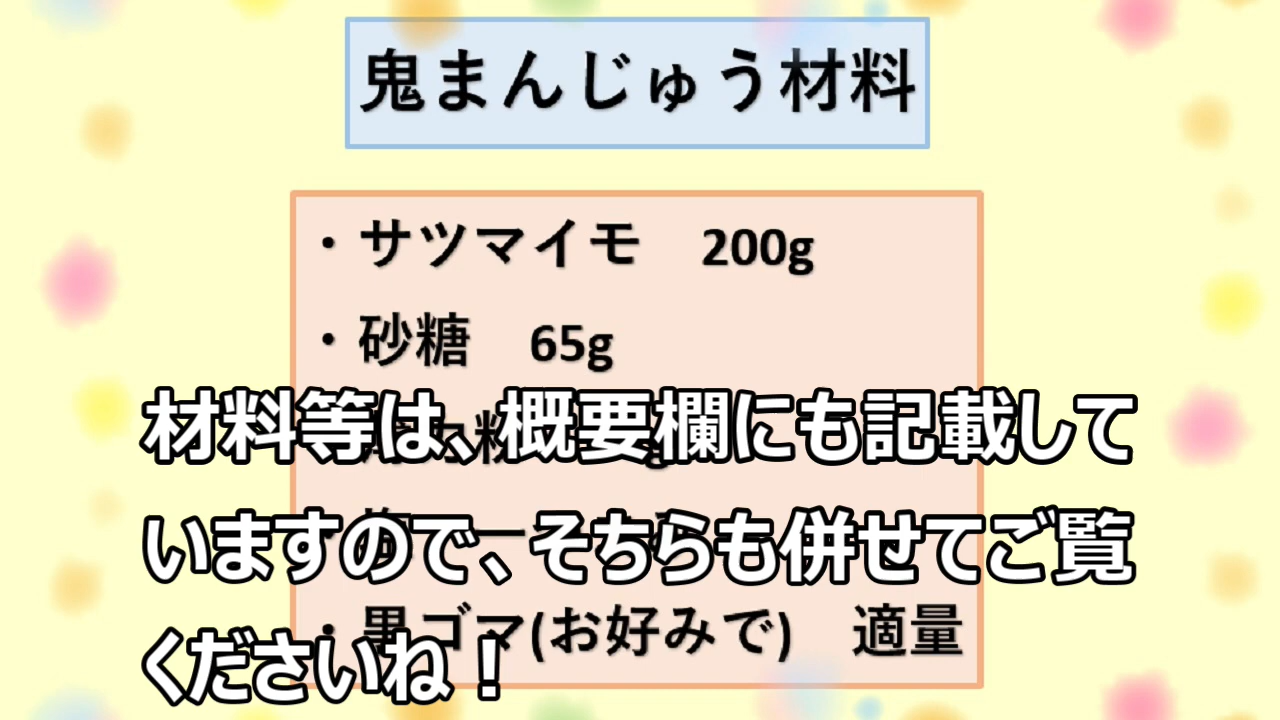 鬼まんじゅう材料
・サツマイモ　200g
・砂糖　65g
材料等は、概要欄にも記載して
いますので、そちらも併せてご覧
くださいね！
・黒ゴマ(お好みで)　適量